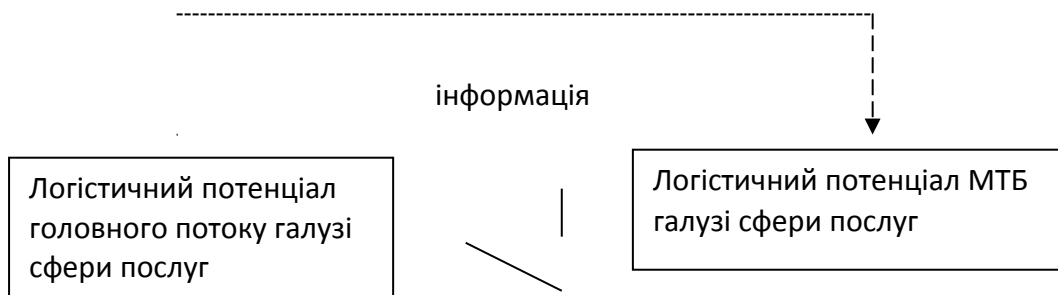 інформація
Логістичний потенціал
головного потоку галузі
сфери послуг
Логістичний потенціал МТБ
галузі сфери послуг